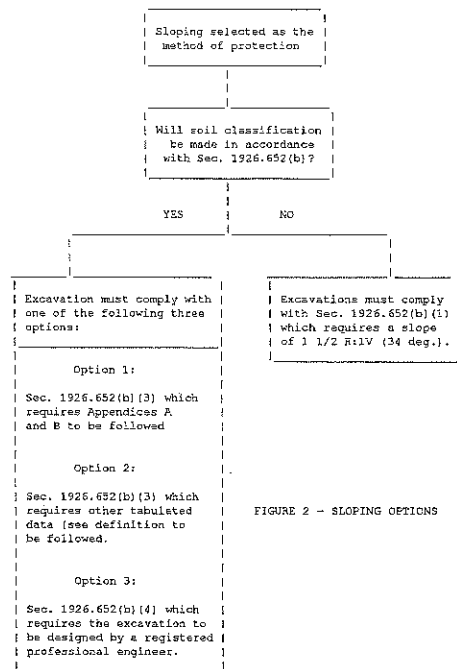 Sloping selected as the
method of protection
Will soil classification
be made in accordance
with Sec. 1926.652(b)?
YES
NO
Excavation must comply with
one of the following three
options:
Option 1:
Sec. 1926.652(b)(3) which
requires Appendices A
and B to be followed
Option 2:
Sec. 1926.652(b)(3) which
requires other tabulated
data (see definition to
be followed.
Option 3:
Sec. 1926.652(b)(4) which
requires the excavation to
be designed by a registered
professional engineer.
Excavations must comply
with Sec. 1926.652(b)(1)
which requires a slope
of 1 1/2 H:1V (34 deg.).
FIGURE 2 - SLOPING OPTIONS